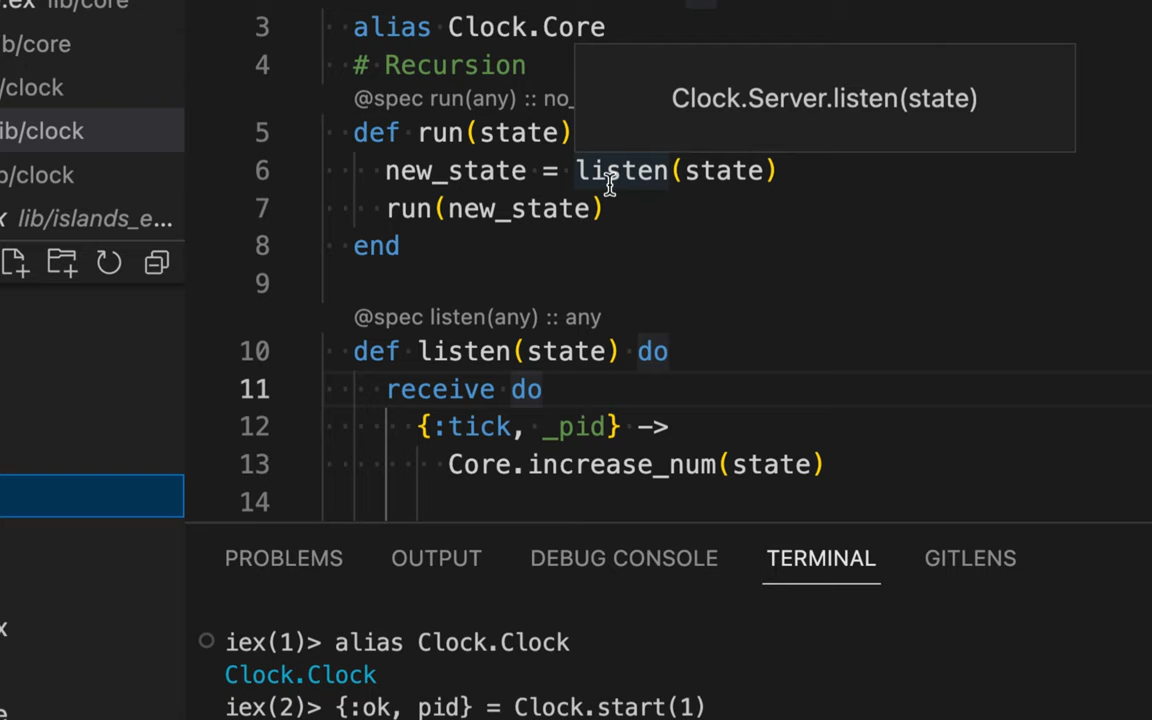 .ex lib/core
b/core
/clock
ib/clock
b/clock
lib/islands_e...
3 alias Clock.Core
4 # Recursion
@spec run(any) :: no_
Clock.Server.listen(state)
5 def run(state)
6 new_state = listen(state)
7 run(new_state)
8 end
9
@spec listen(any) :: any
10 def listen(state) do
11 receive do
12 {:tick, _pid} ->
13 Core.increase_num(state)
14
PROBLEMS OUTPUT DEBUG CONSOLE TERMINAL GITLENS
iex(1)> alias Clock.Clock
Clock.Clock
iex(2)> {:ok, pid} = Clock.start(1)